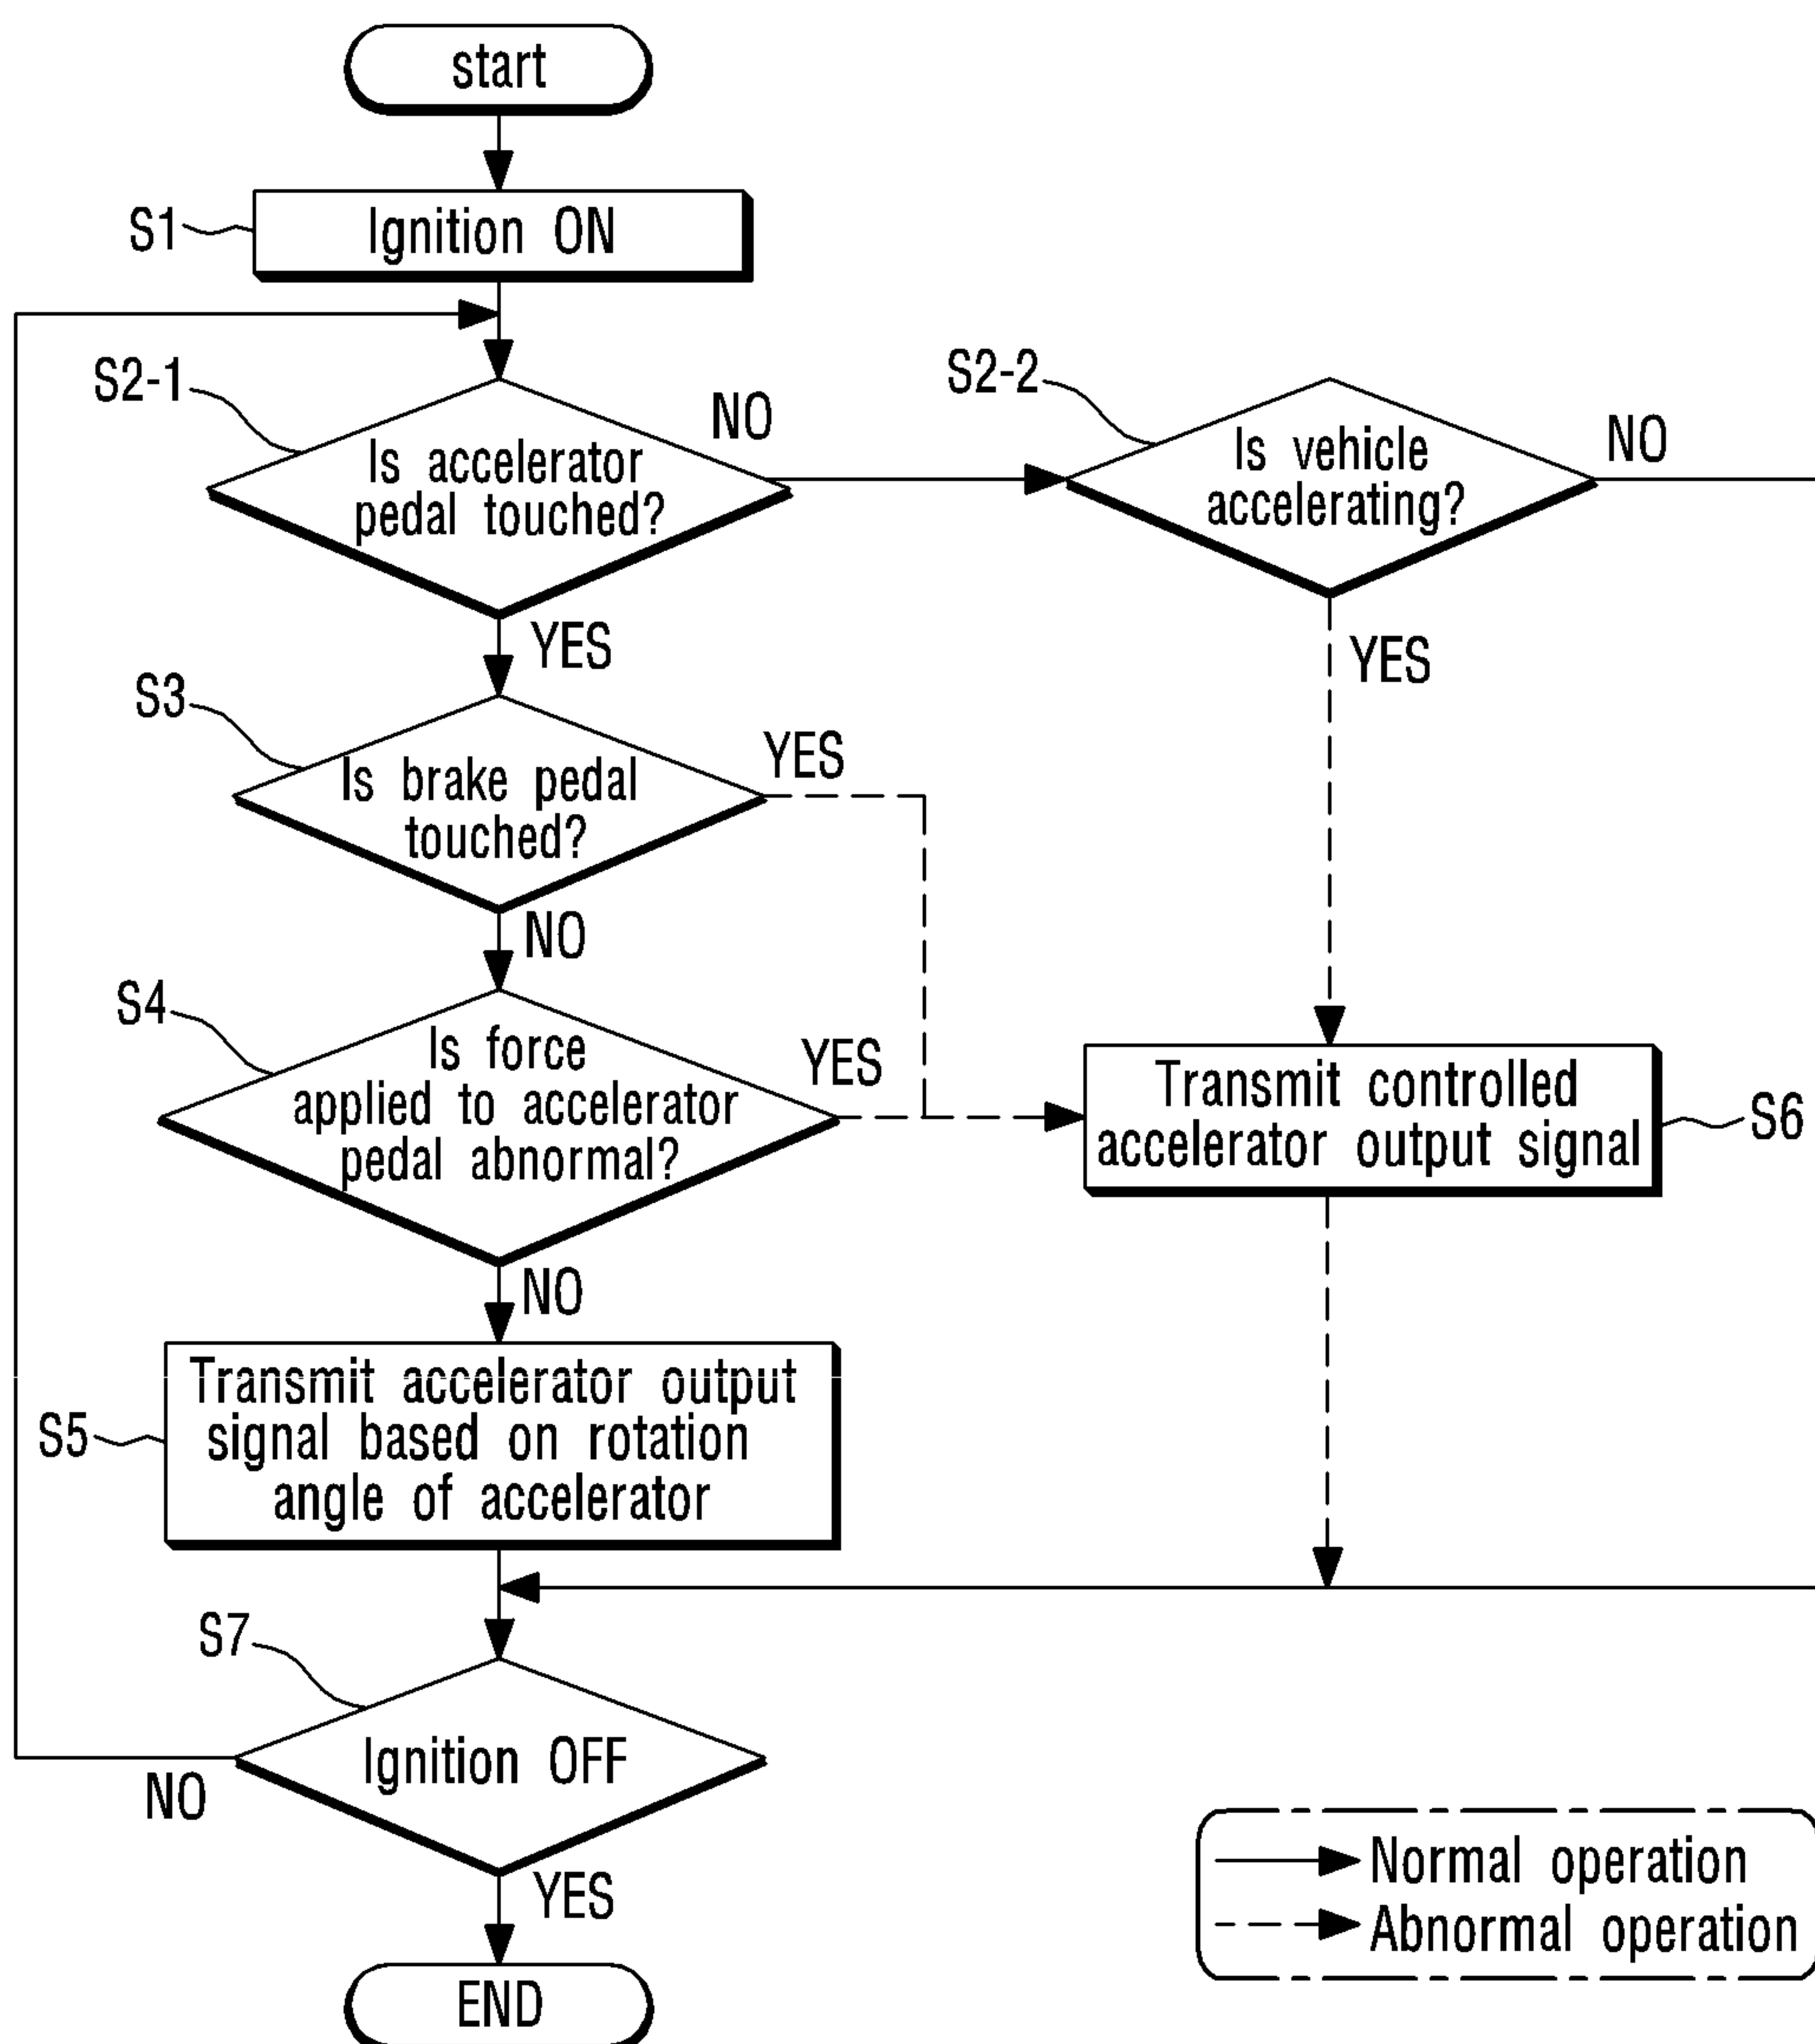 start
S1
Ignition ON
S2-1
Is accelerator
pedal touched?
NO
S2-2
Is vehicle
accelerating?
NO
YES
YES
S3
Is brake pedal
touched?
YES
NO
S4
Is force
applied to accelerator
pedal abnormal?
YES
Transmit controlled
accelerator output signal
S6
NO
S5
Transmit accelerator output
signal based on rotation
angle of accelerator
S7
Ignition OFF
NO
YES
END
Normal operation
Abnormal operation